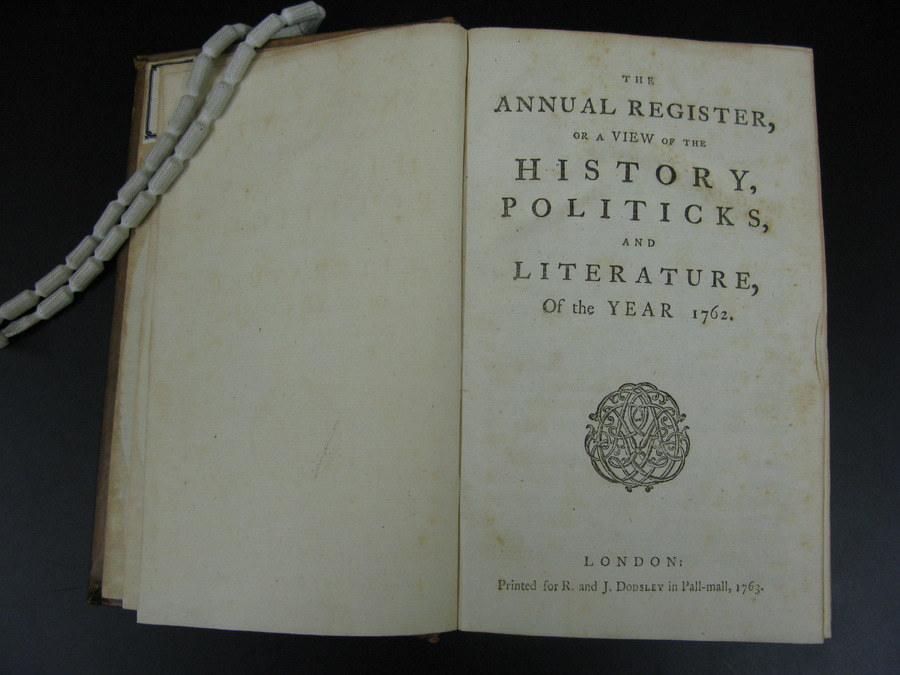 THE
ANNUAL REGISTER,
OR A VIEW OF THE
HISTORY,
POLITICKS,
AND
LITERATURE,
Of the YEAR 1762.
LONDON:
Printed for R. and J. DODSLEY in Pall-mall, 1763.